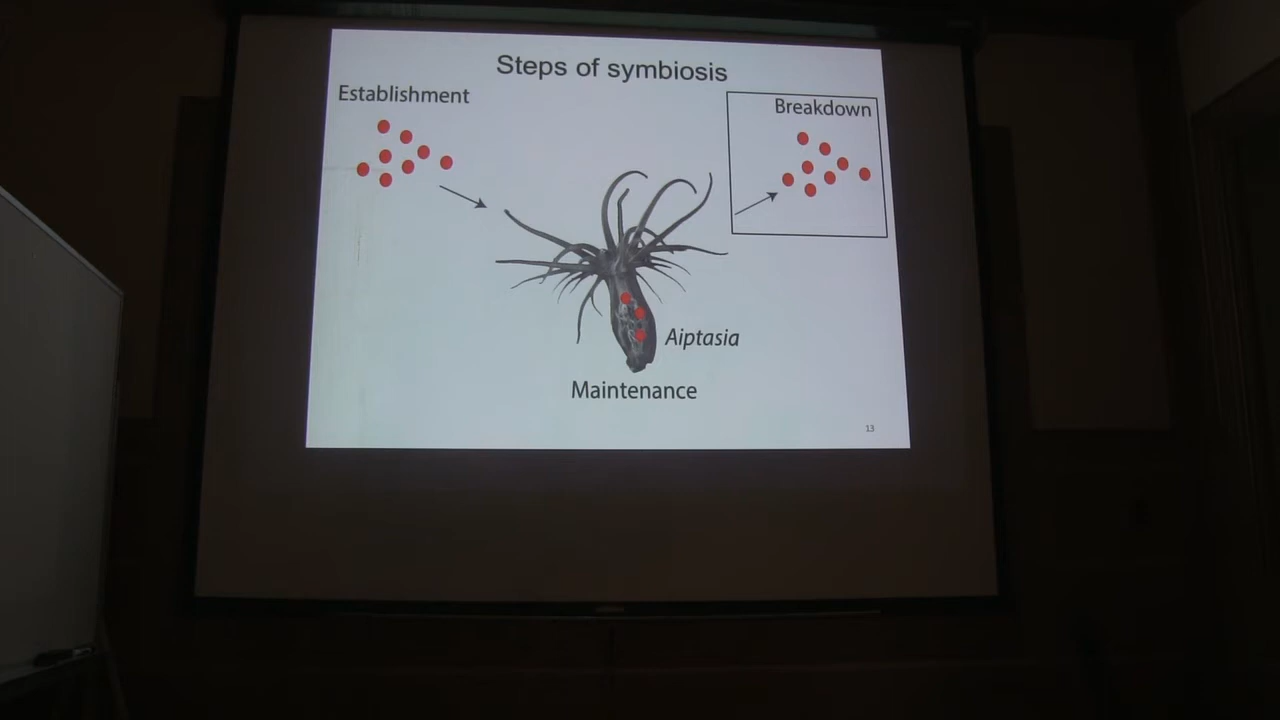 Steps of symbiosis
Establishment
Breakdown
Aiptasia
Maintenance
13